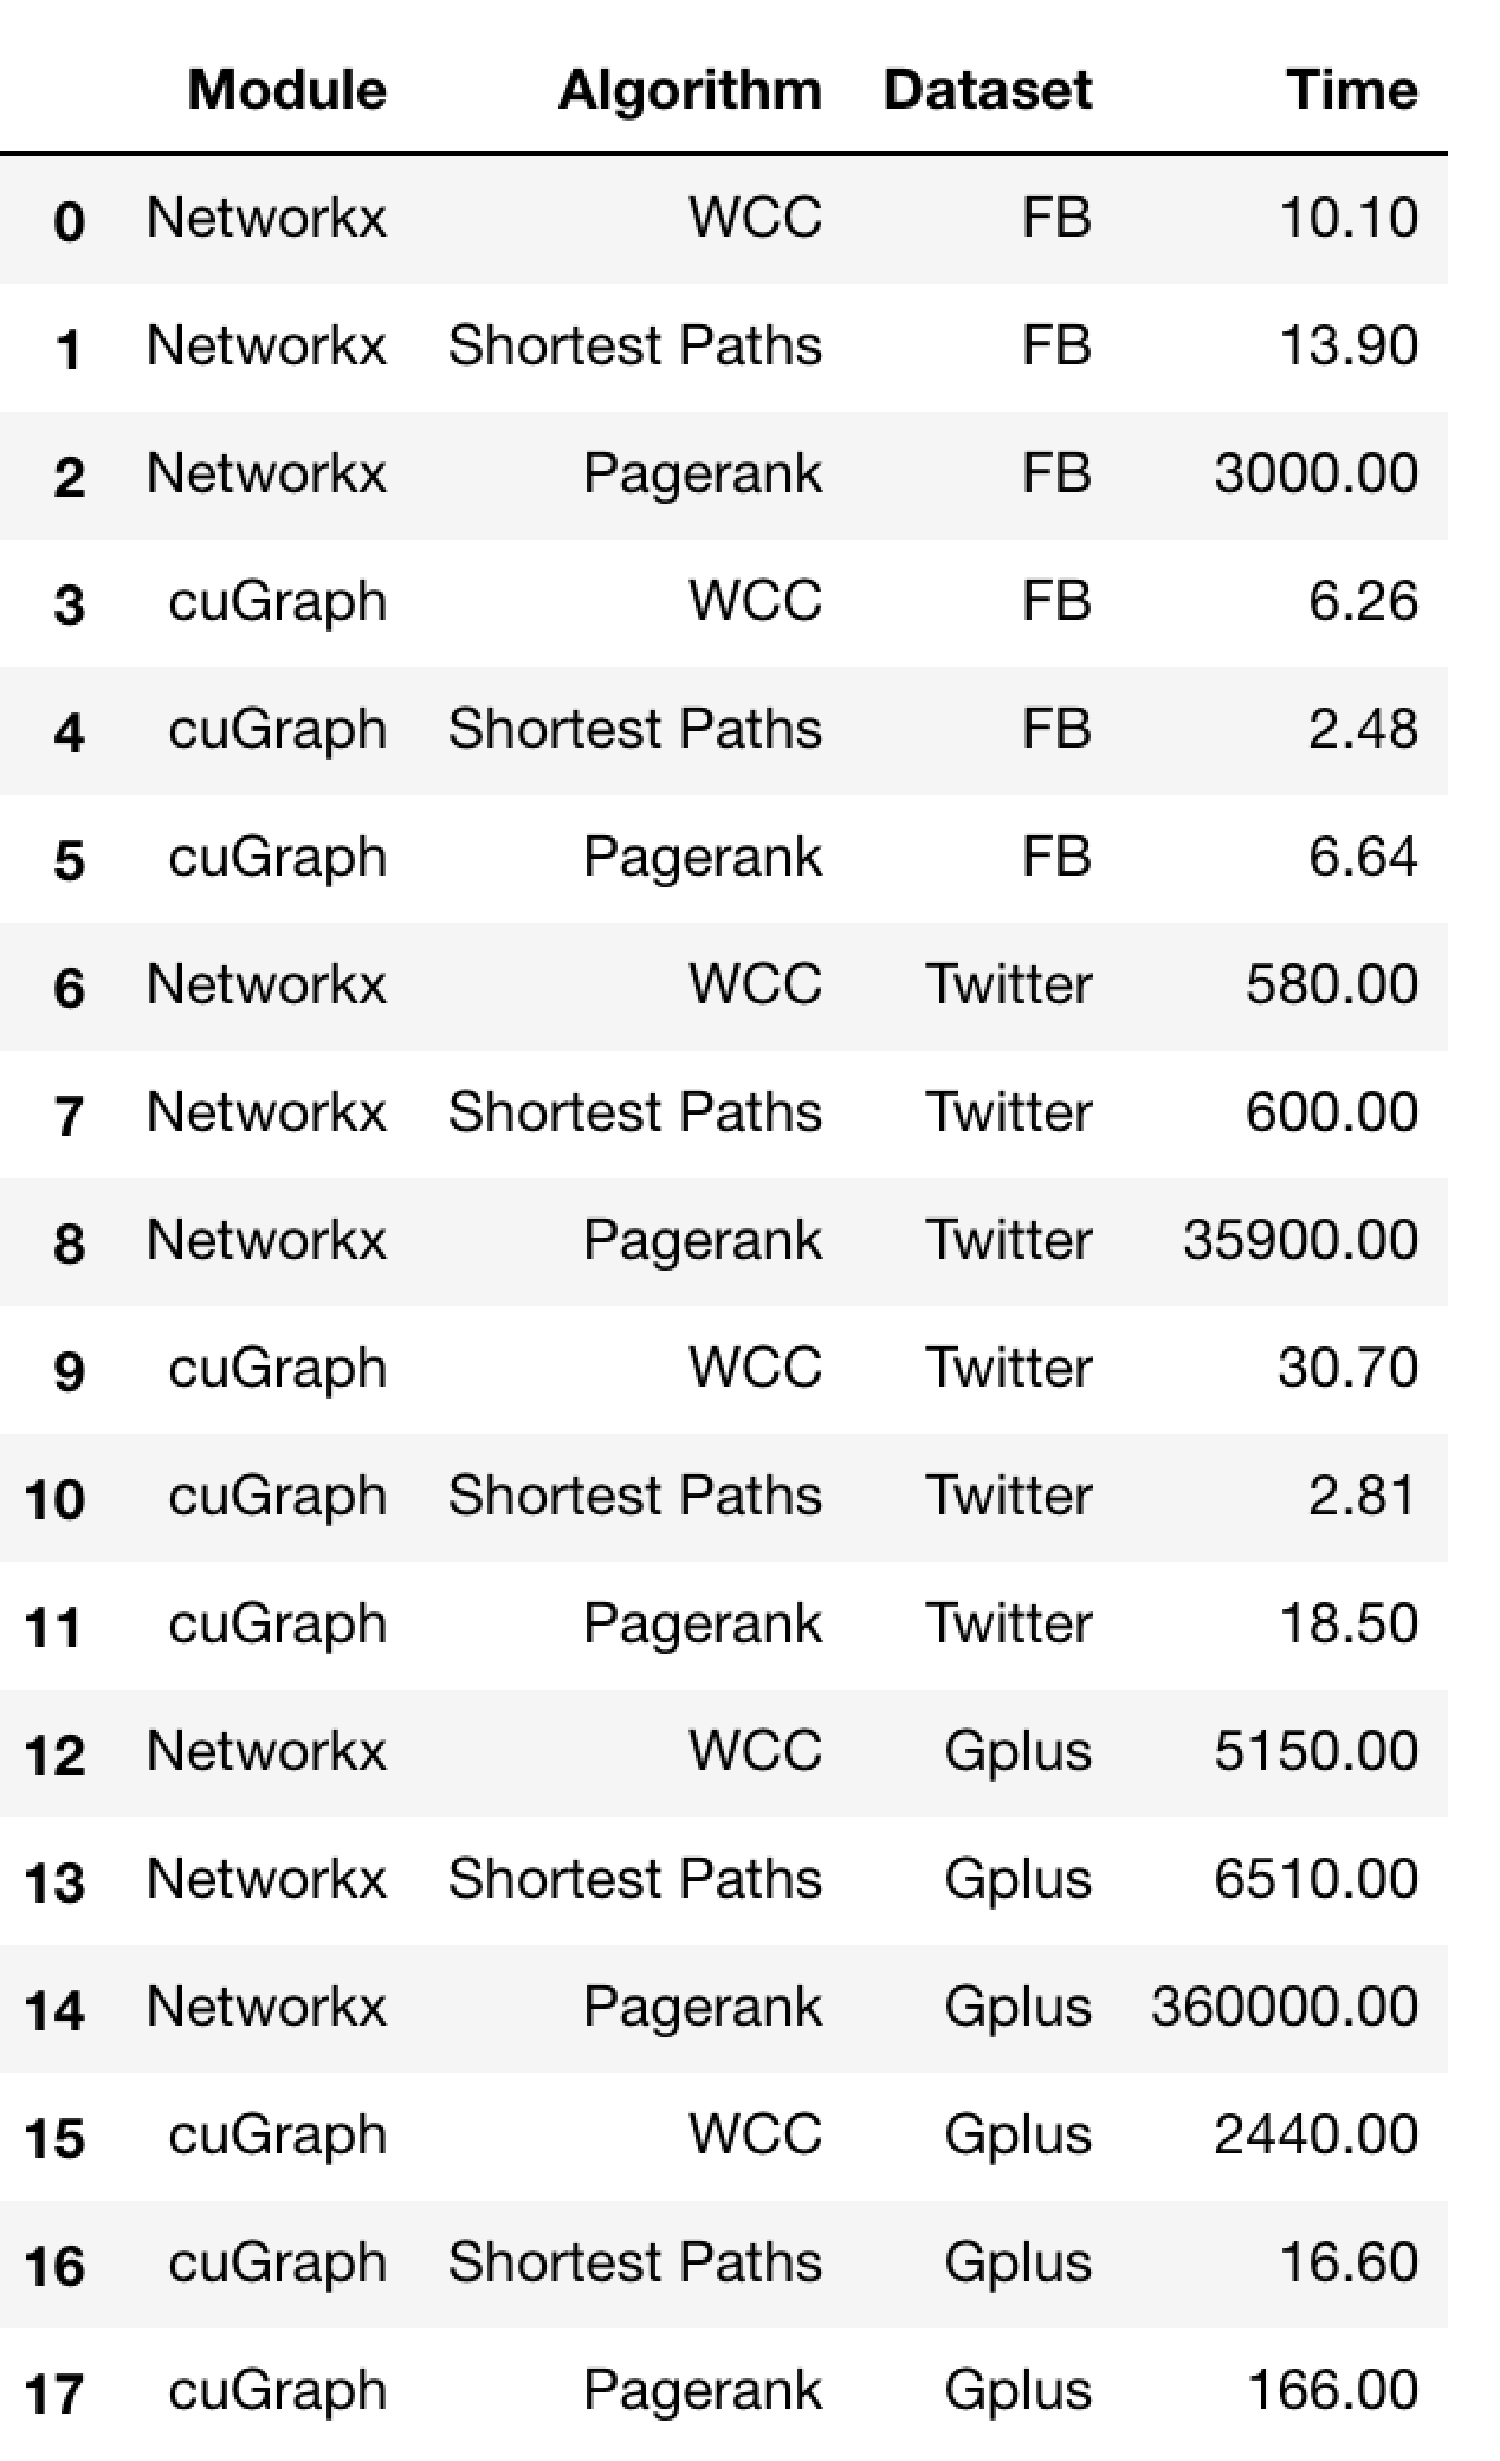 Module Algorithm Dataset Time
0 Networkx WCC FB 10.10
1 Networkx Shortest Paths FB 13.90
2 Networkx Pagerank FB 3000.00
3 cuGraph WCC FB 6.26
4 cuGraph Shortest Paths FB 2.48
5 cuGraph Pagerank FB 6.64
6 Networkx WCC Twitter 580.00
7 Networkx Shortest Paths Twitter 600.00
8 Networkx Pagerank Twitter 35900.00
9 cuGraph WCC Twitter 30.70
10 cuGraph Shortest Paths Twitter 2.81
11 cuGraph Pagerank Twitter 18.50
12 Networkx WCC Gplus 5150.00
13 Networkx Shortest Paths Gplus 6510.00
14 Networkx Pagerank Gplus 360000.00
15 cuGraph WCC Gplus 2440.00
16 cuGraph Shortest Paths Gplus 16.60
17 cuGraph Pagerank Gplus 166.00